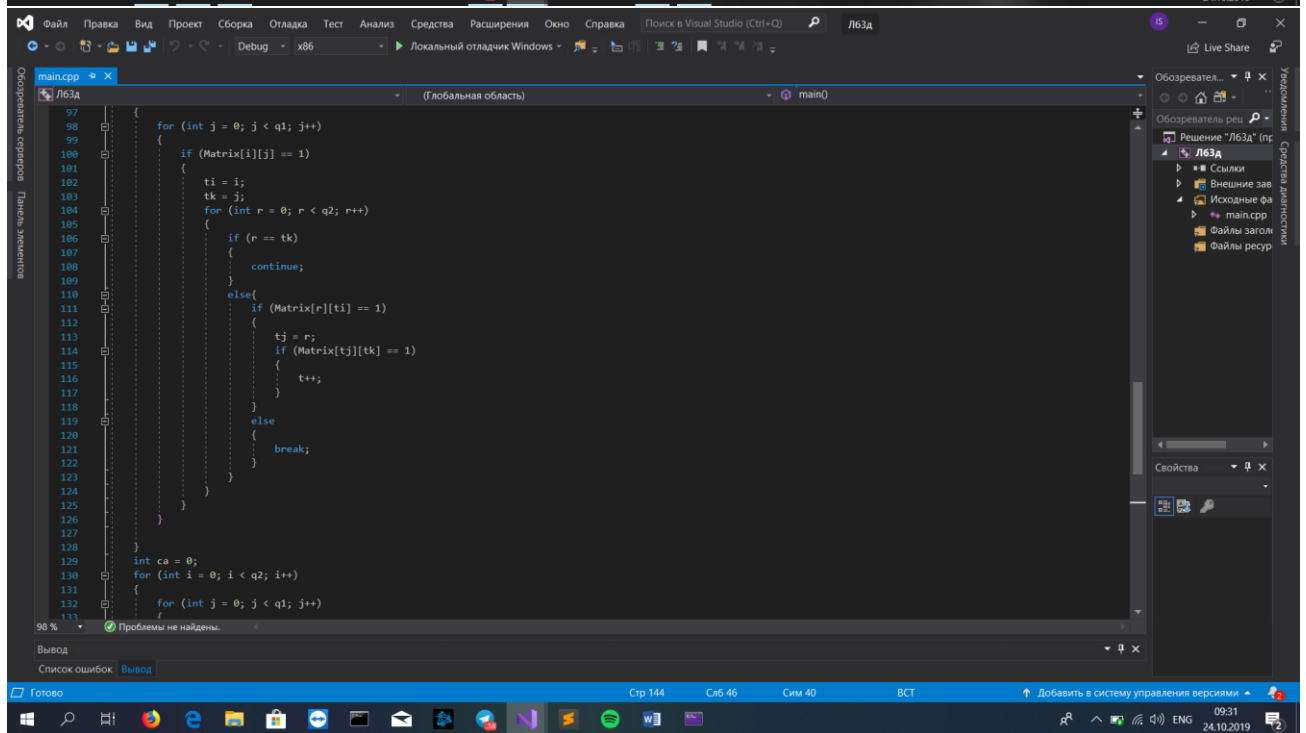 Файл Правка Вид Проект Сборка Отладка Тест Анализ Средства Расширения Окно Справка Поиск в Visual Studio (Ctrl+Q) Л63д IS
Debug x86 Локальный отладчик Windows Live Share
main.cpp Обозревател...
Л63д (Глобальная область) main()
Обозреватель серверов
Панель элементов
97 {
98 for (int j = 0; j < q1; j++)
99 {
100 if (Matrix[i][j] == 1)
101 {
102 ti = i;
103 tk = j;
104 for (int r = 0; r < q2; r++)
105 {
106 if (r == tk)
107 {
108 continue;
109 }
110 else{
111 if (Matrix[r][ti] == 1)
112 {
113 tj = r;
114 if (Matrix[tj][tk] == 1)
115 {
116 t++;
117 }
118 }
119 else
120 {
121 break;
122 }
123 }
124 }
125 }
126 }
127
128 }
129 int ca = 0;
130 for (int i = 0; i < q2; i++)
131 {
132 for (int j = 0; j < q1; j++)
133 {
Обозреватель реш
Решение "Л63д" (пр
Л63д
Ссылки
Внешние зав
Исходные фа
main.cpp
Файлы заголо
Файлы ресур
Свойства
Уведомления
Средства диагностики
98 % Проблемы не найдены.
Вывод
Список ошибок Вывод
Готово Стр 144 Слб 46 Сим 40 ВСТ Добавить в систему управления версиями 2
ENG 09:31
24.10.2019 2